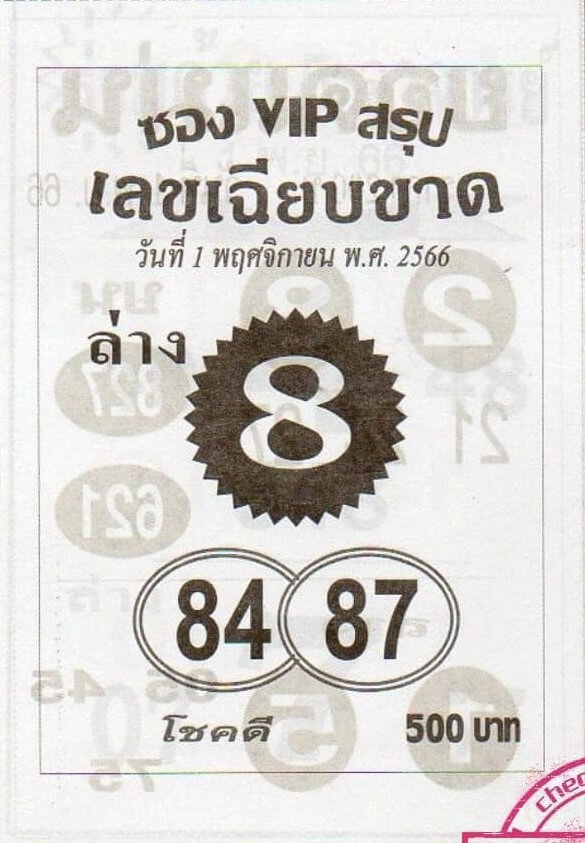 ซอง VIP สรุป
เลขเฉียบขาด
วันที่ 1 พฤศจิกายน พ.ศ. 2566
ล่าง
8
84 87
โชคดี 500 บาท
chec